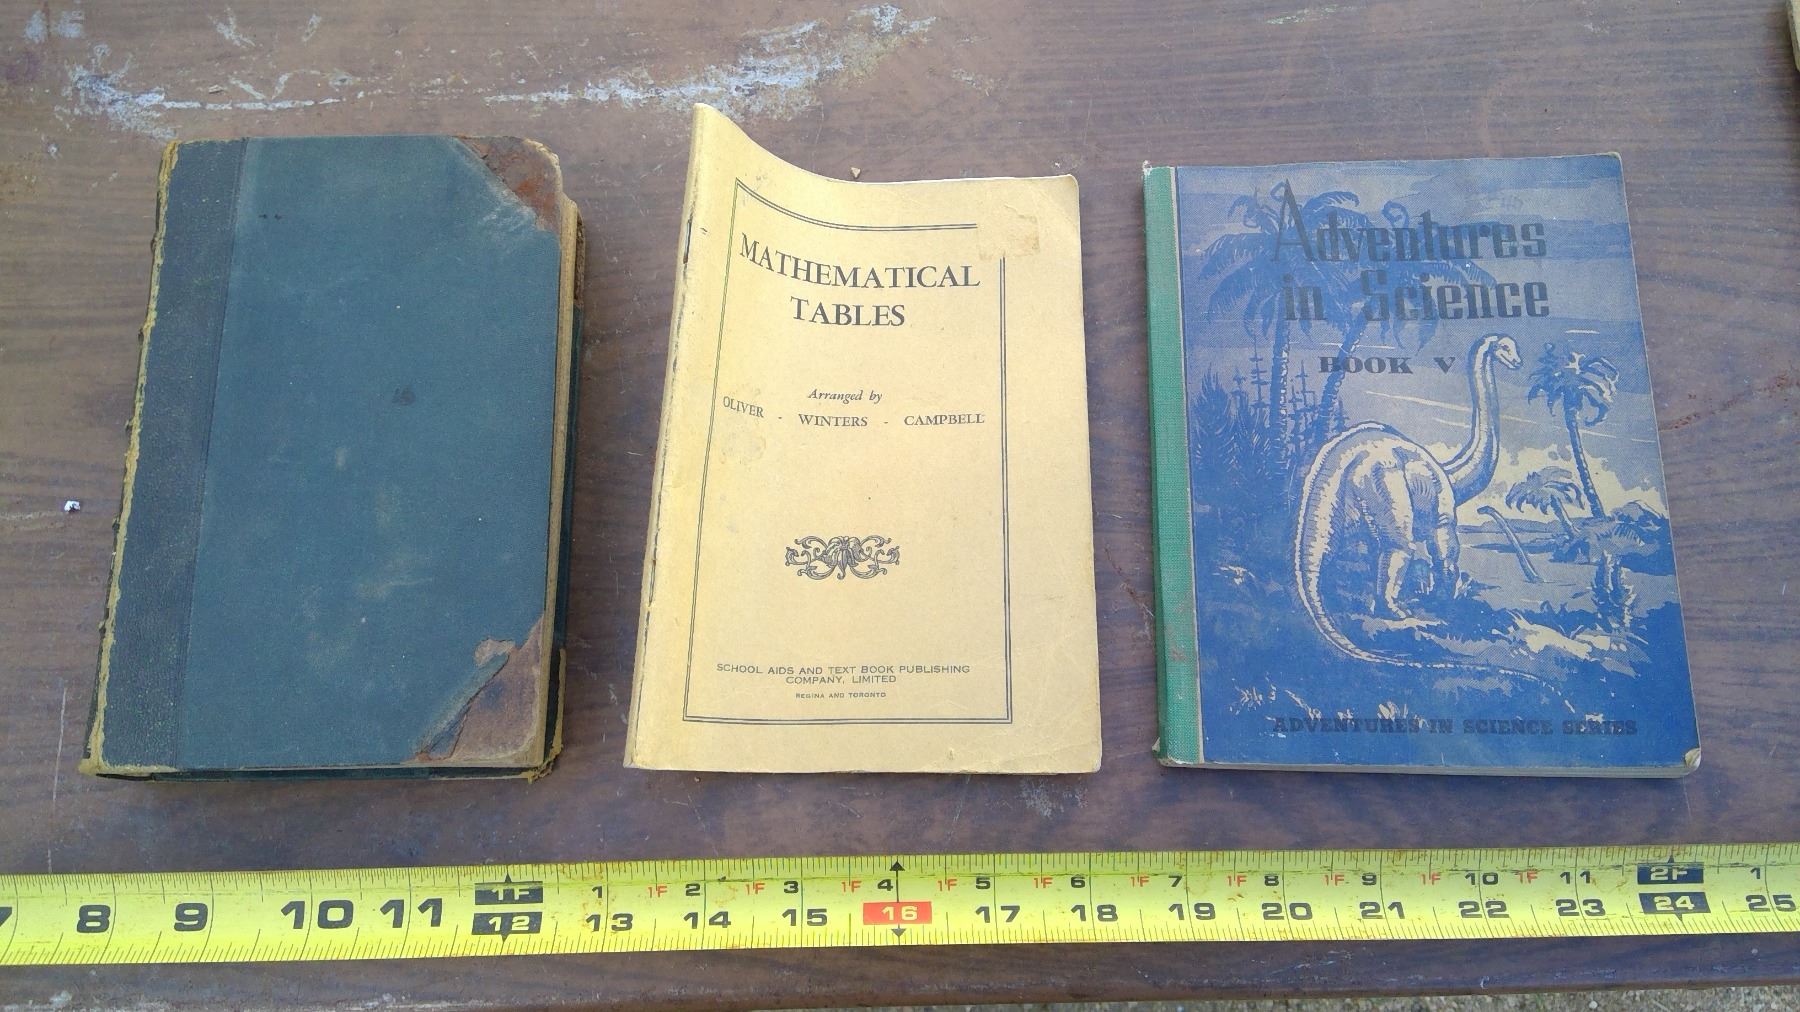 MATHEMATICAL
TABLES
Arranged by
OLIVER - WINTERS - CAMPBELL
SCHOOL AIDS AND TEXT BOOK PUBLISHING
COMPANY, LIMITED
REGINA AND TORONTO
Adventures
in Science
BOOK V
ADVENTURES IN SCIENCE SERIES
1F 1 1F 2 1F 3 1F 4 1F 5 1F 6 1F 7 1F 8 1F 9 1F 10 1F 11 2F 1
7 8 9 10 11 12 13 14 15 16 17 18 19 20 21 22 23 24 25